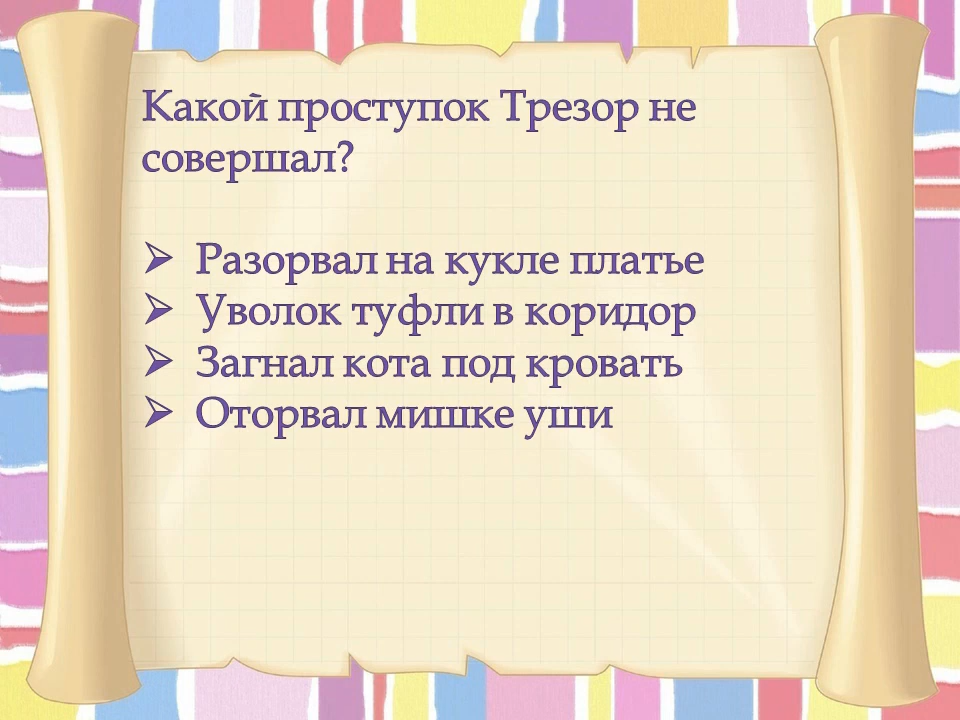 Какой проступок Трезор не
совершал?
➢ Разорвал на кукле платье
➢ Уволок туфли в коридор
➢ Загнал кота под кровать
➢ Оторвал мишке уши